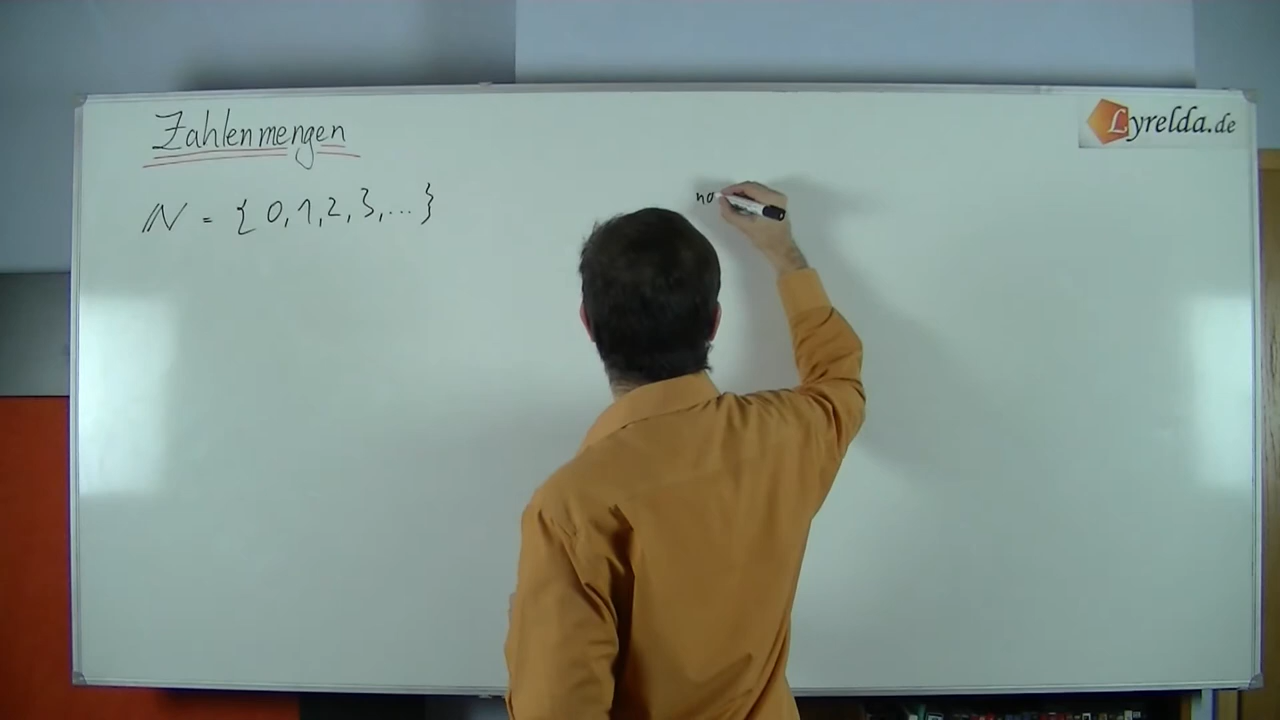 Zahlenmengen
Lyrelda.de
ℕ = { 0, 1, 2, 3, ... }